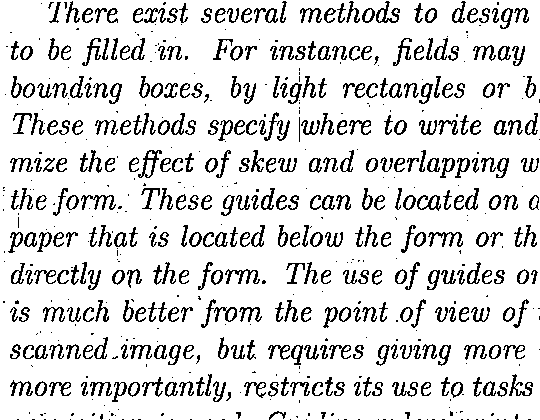 There exist several methods to design
to be filled in. For instance, fields may
bounding boxes, by light rectangles or b
These methods specify where to write and
mize the effect of skew and overlapping w
the form. These guides can be located on a
paper that is located below the form or th
directly on the form. The use of guides on
is much better from the point of view of
scanned image, but requires giving more
more importantly, restricts its use to tasks